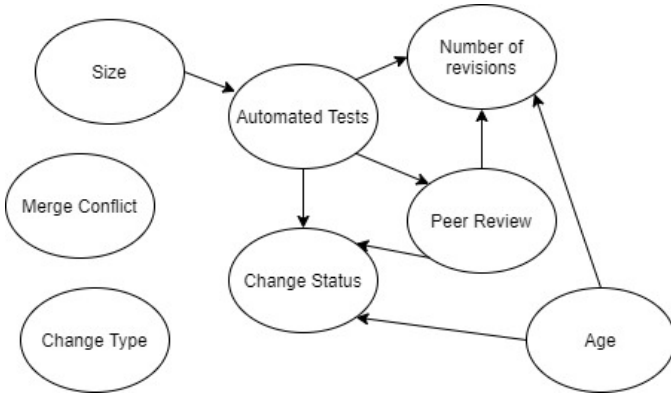 Number of
revisions
Size
Automated Tests
Merge Conflict
Peer Review
Change Status
Change Type
Age